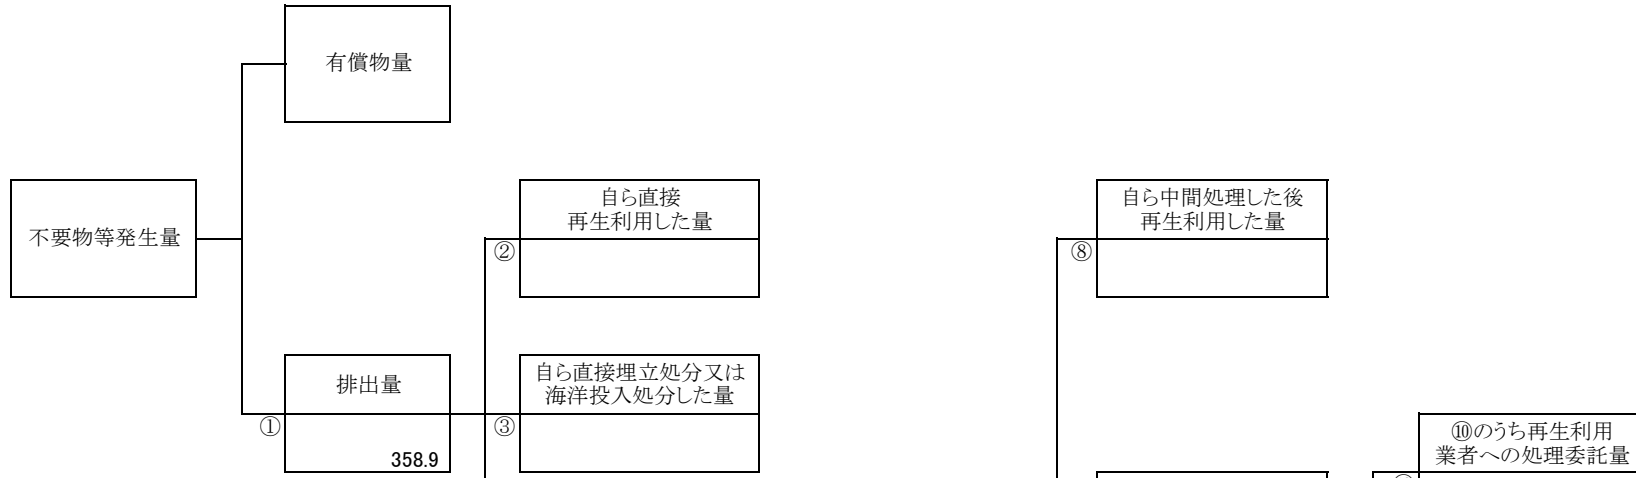 有償物量
不要物等発生量
自ら直接
再生利用した量
②
自ら中間処理した後
再生利用した量
⑧
排出量
①
358.9
自ら直接埋立処分又は
海洋投入処分した量
③
⑩のうち再生利用
業者への処理委託量